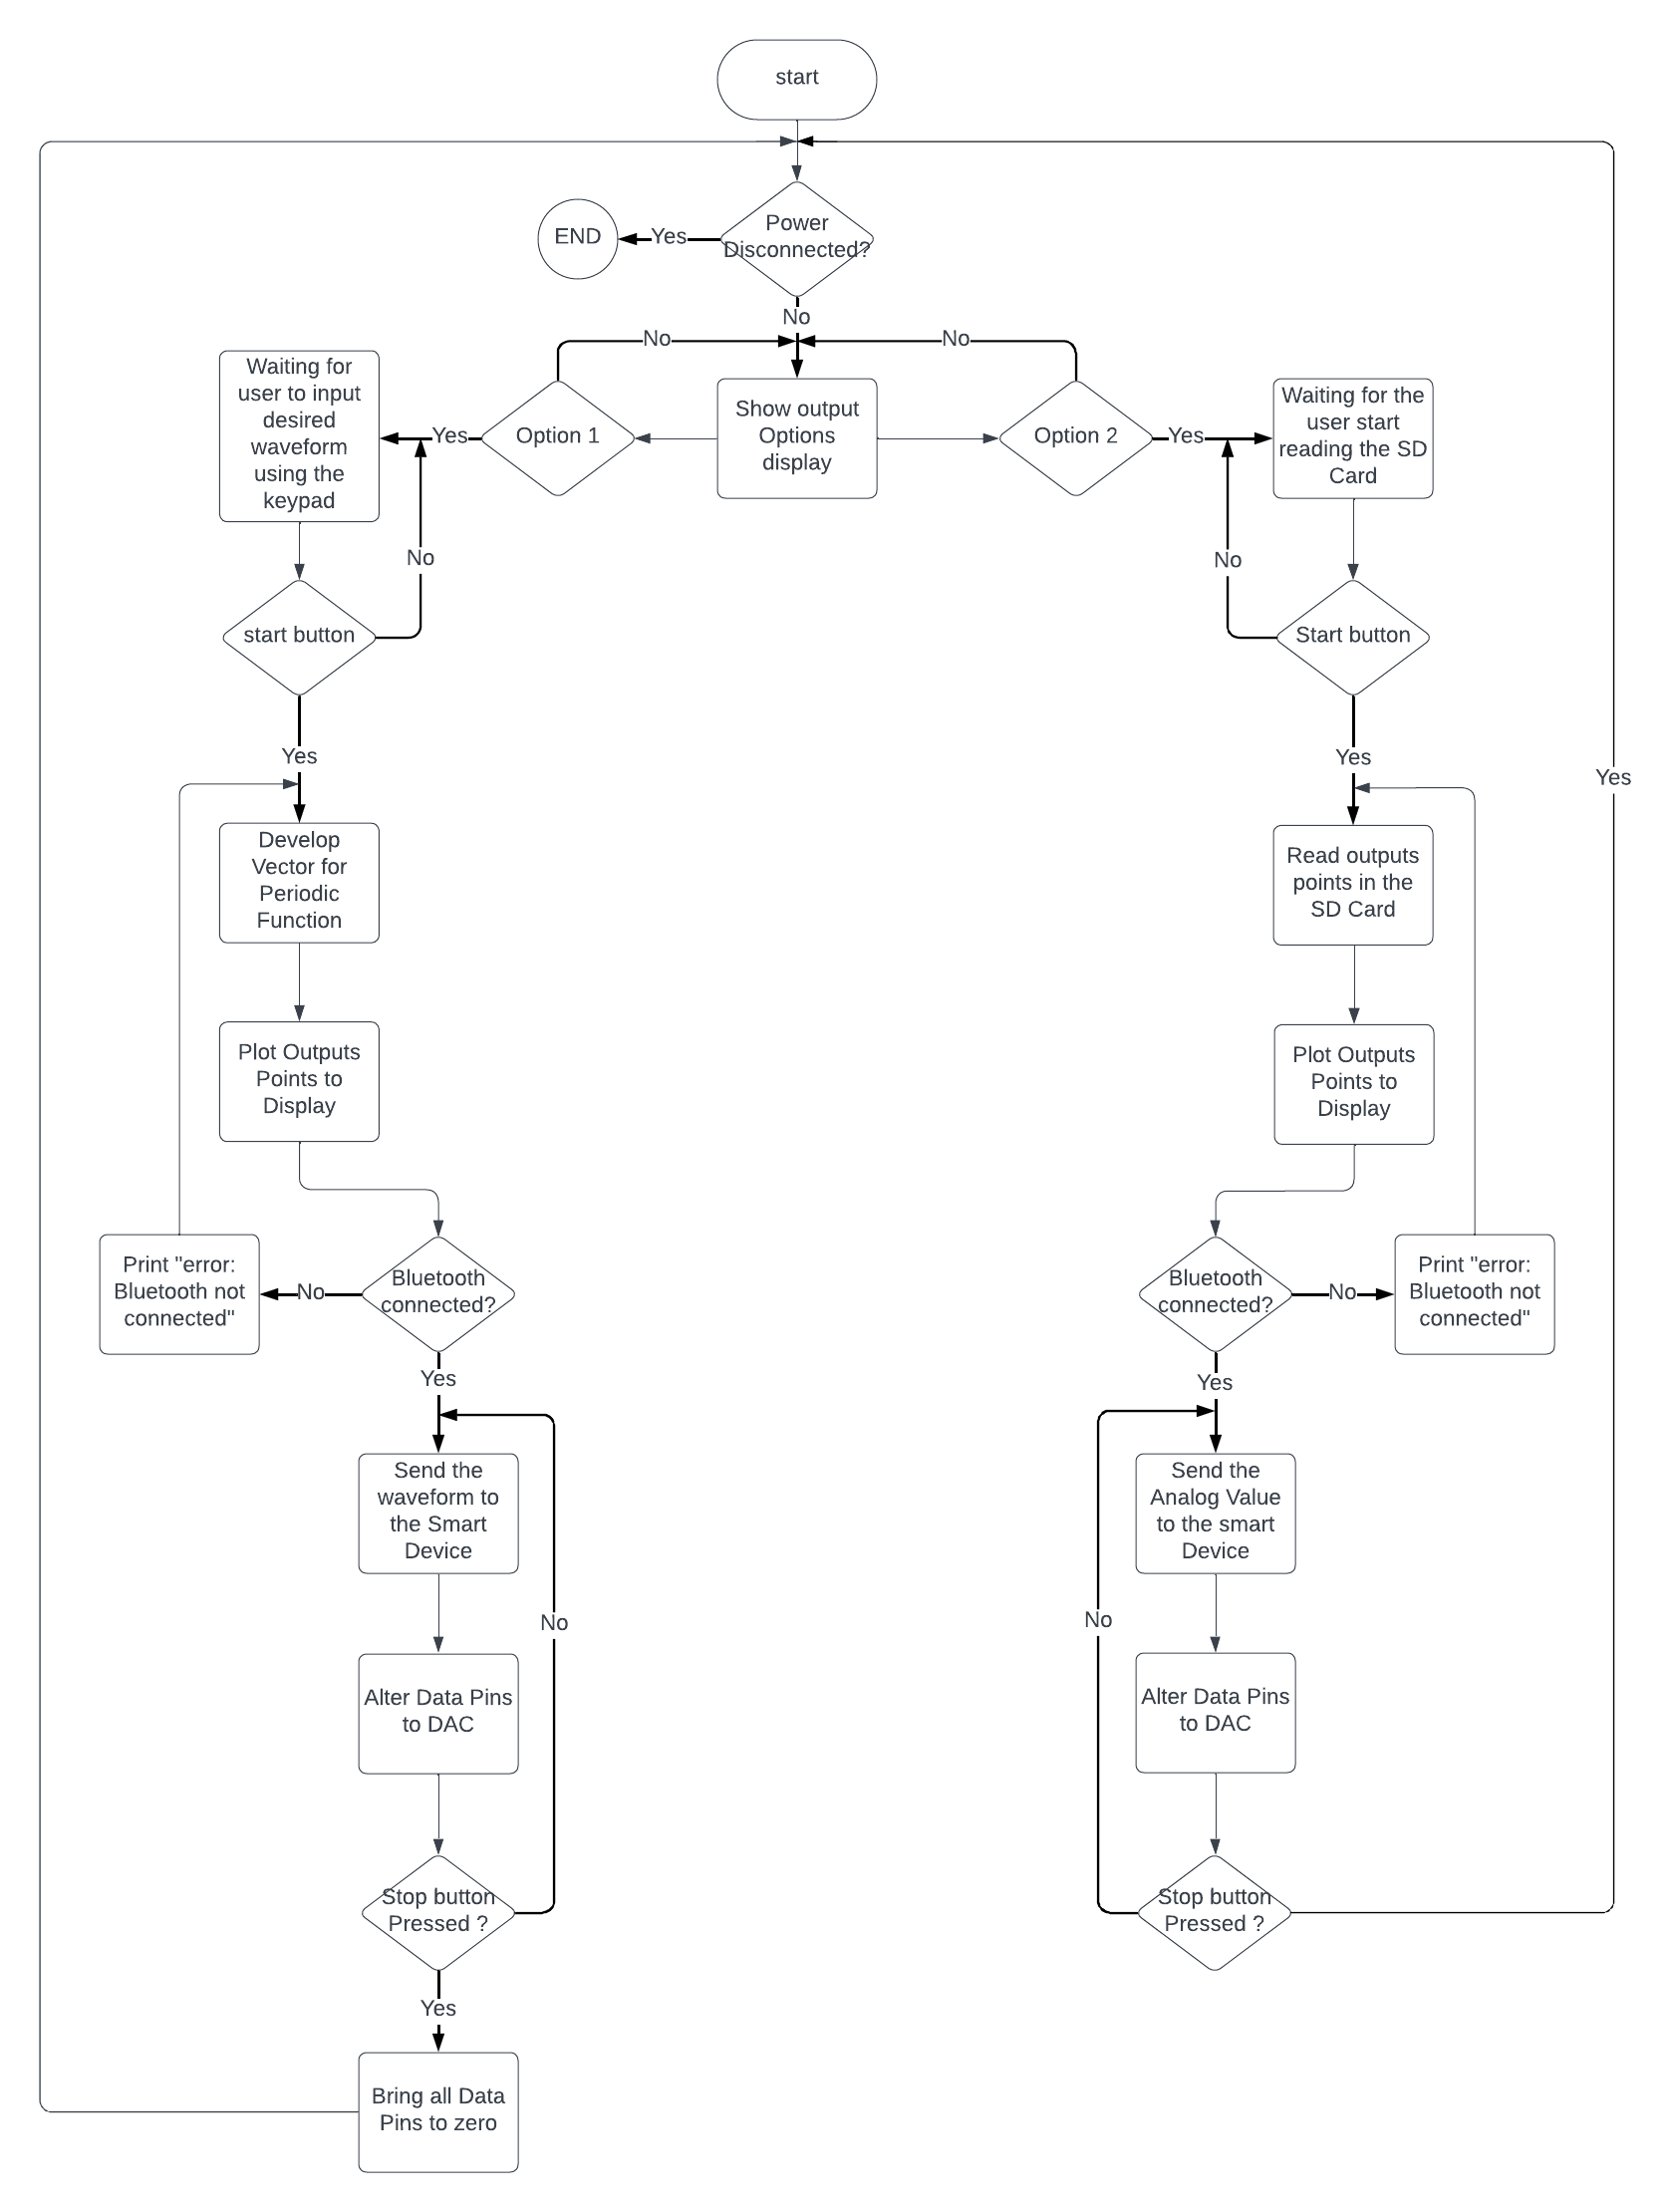 start
Power
Disconnected?
Yes
END
No
No
No
Waiting for
user to input
desired
waveform
using the
keypad
Yes
Option 1
Show output
Options
display
Option 2
Yes
Waiting for the
user start
reading the SD
Card
No
No
start button
Start button
Yes
Yes
Yes
Develop
Vector for
Periodic
Function
Read outputs
points in the
SD Card
Plot Outputs
Points to
Display
Plot Outputs
Points to
Display
Print "error:
Bluetooth not
connected"
No
Bluetooth
connected?
Bluetooth
connected?
No
Print "error:
Bluetooth not
connected"
Yes
Yes
Send the
waveform to
the Smart
Device
Send the
Analog Value
to the smart
Device
No
No
Alter Data Pins
to DAC
Alter Data Pins
to DAC
Stop button
Pressed ?
Stop button
Pressed ?
Yes
Bring all Data
Pins to zero